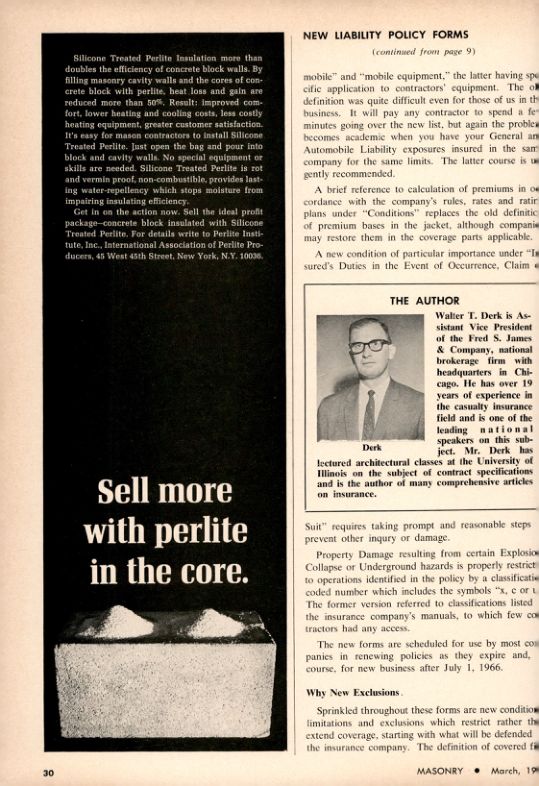 Silicone Treated Perlite Insulation more than
doubles the efficiency of concrete block walls. By
filling masonry cavity walls and the cores of con-
crete block with perlite, heat loss and gain are
reduced more than 50%. Result: improved com-
fort, lower heating and cooling costs, less costly
heating equipment, greater customer satisfaction.
It's easy for mason contractors to install Silicone
Treated Perlite. Just open the bag and pour into
block and cavity walls. No special equipment or
skills are needed. Silicone Treated Perlite is rot
and vermin proof, non-combustible, provides last-
ing water-repellency which stops moisture from
impairing insulating efficiency.
Get in on the action now. Sell the ideal profit
package—concrete block insulated with Silicone
Treated Perlite. For details write to Perlite Insti-
tute, Inc., International Association of Perlite Pro-
ducers, 45 West 45th Street, New York, N.Y. 10036.
Sell more
with perlite
in the core.
NEW LIABILITY POLICY FORMS
(continued from page 9)
mobile" and "mobile equipment," the latter having spe
cific application to contractors' equipment. The
definition was quite difficult even for those of us in
business. It will pay any contractor to spend a
minutes going over the new list, but again the
becomes academic when you have your General
Automobile Liability exposures insured in the
company for the same limits. The latter course is
gently recommended.
A brief reference to calculation of premiums in
cordance with the company's rules, rates and
plans under "Conditions" replaces the old
of premium bases in the jacket, although
may restore them in the coverage parts applicable.
A new condition of particular importance under
sured's Duties in the Event of Occurrence, Claim
THE AUTHOR
Walter T. Derk is As-
sistant Vice President
of the Fred S. James
& Company, national
brokerage firm with
headquarters in Chi-
cago. He has over 19
years of experience in
the casualty insurance
field and is one of the
leading national
speakers on this sub-
ject. Mr. Derk has
Derk
lectured architectural classes at the University of
Illinois on the subject of contract specifications
and is the author of many comprehensive articles
on insurance.
Suit" requires taking prompt and reasonable steps
prevent other inqury or damage.
Property Damage resulting from certain
Collapse or Underground hazards is properly
to operations identified in the policy by a
coded number which includes the symbols "x, c or
The former version referred to classifications listed
the insurance company's manuals, to which few
tractors had any access.
The new forms are scheduled for use by most
panies in renewing policies as they expire and,
course, for new business after July 1, 1966.
Why New Exclusions.
Sprinkled throughout these forms are new
limitations and exclusions which restrict rather
extend coverage, starting with what will be defended
the insurance company. The definition of covered
30
MASONRY • March, 19